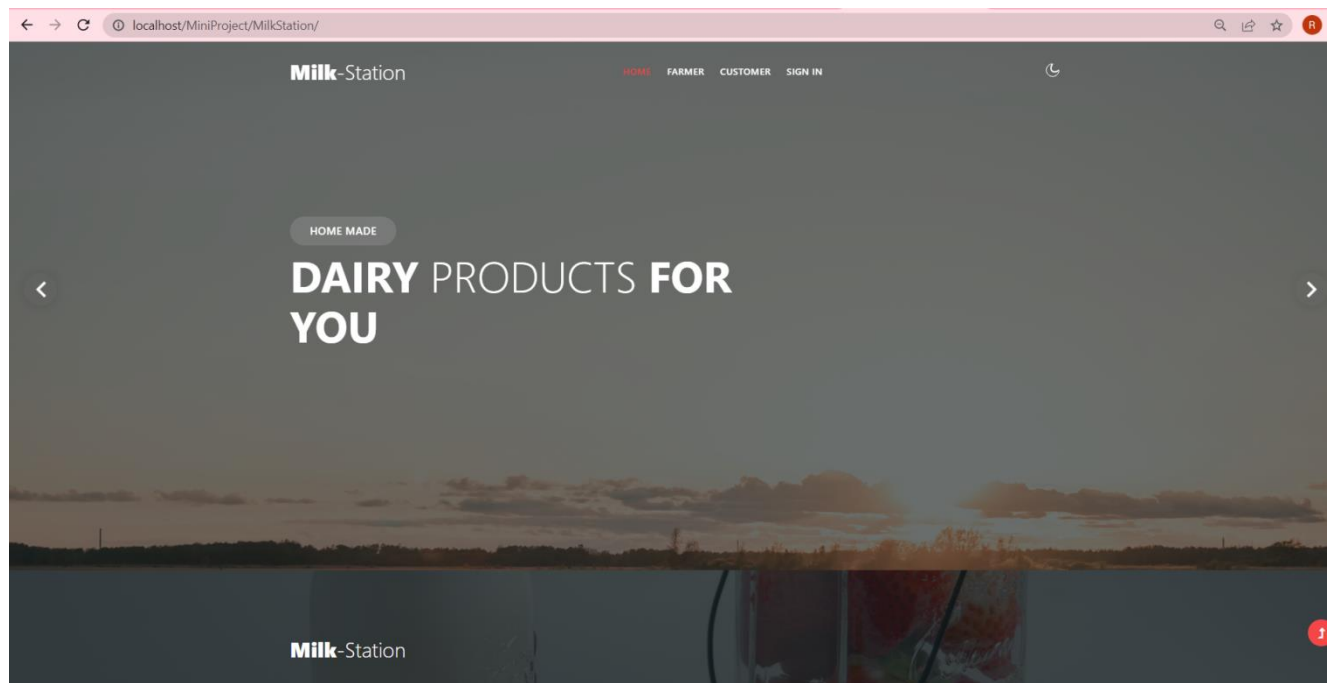 localhost/MiniProject/MilkStation/
R
Milk-Station HOME FARMER CUSTOMER SIGN IN
HOME MADE
DAIRY PRODUCTS FOR
YOU
Milk-Station